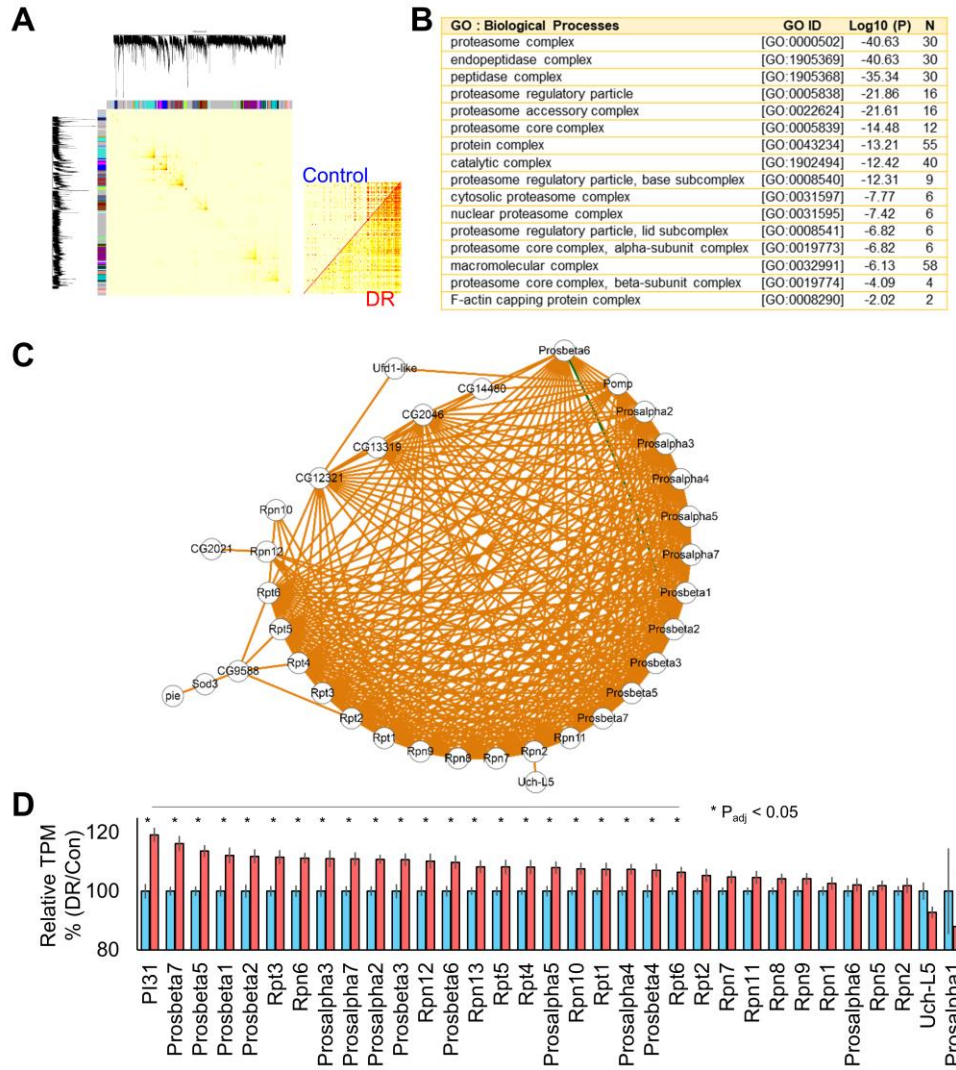 A
Control
DR
B
GO : Biological Processes GO ID Log10 (P) N
proteasome complex [GO:0000502] -40.63 30
endopeptidase complex [GO:1905369] -40.63 30
peptidase complex [GO:1905368] -35.34 30
proteasome regulatory particle [GO:0005838] -21.86 16
proteasome accessory complex [GO:0022624] -21.61 16
proteasome core complex [GO:0005839] -14.48 12
protein complex [GO:0043234] -13.21 55
catalytic complex [GO:1902494] -12.42 40
proteasome regulatory particle, base subcomplex [GO:0008540] -12.31 9
cytosolic proteasome complex [GO:0031597] -7.77 6
nuclear proteasome complex [GO:0031595] -7.42 6
proteasome regulatory particle, lid subcomplex [GO:0008541] -6.82 6
proteasome core complex, alpha-subunit complex [GO:0019773] -6.82 6
macromolecular complex [GO:0032991] -6.13 58
proteasome core complex, beta-subunit complex [GO:0019774] -4.09 4
F-actin capping protein complex [GO:0008290] -2.02 2
C
Prosbeta6
Ufd1-like
Pomp
CG14480
Prosalpha2
CG2046
Prosalpha3
CG13319
CG12321
Prosalpha4
Rpn10
Prosalpha5
CG2021
Rpn12
Prosalpha7
Rpt6
Prosbeta1
Rpt5
Prosbeta2
Rpt4
Prosbeta3
CG9588
Sod3
pie
Rpt3
Prosbeta5
Rpt2
Prosbeta7
Rpt1
Rpn11
Rpn9
Rpn8
Rpn7
Rpn2
Uch-L5
D
* P adj < 0.05
* * * * * * * * * * * * * * * * * * * * *
Relative TPM
% (DR/Con)
120
100
80
PI31
Prosbeta7
Prosbeta5
Prosbeta1
Prosbeta2
Rpt3
Rpn6
Prosalpha3
Prosalpha7
Prosalpha2
Prosbeta3
Rpn12
Prosbeta6
Rpn13
Rpt5
Rpt4
Prosalpha5
Rpn10
Rpt1
Prosalpha4
Prosbeta4
Rpt6
Rpt2
Rpn7
Rpn11
Rpn8
Rpn9
Rpn1
Prosalpha6
Rpn5
Rpn2
Uch-L5
Prosalpha1